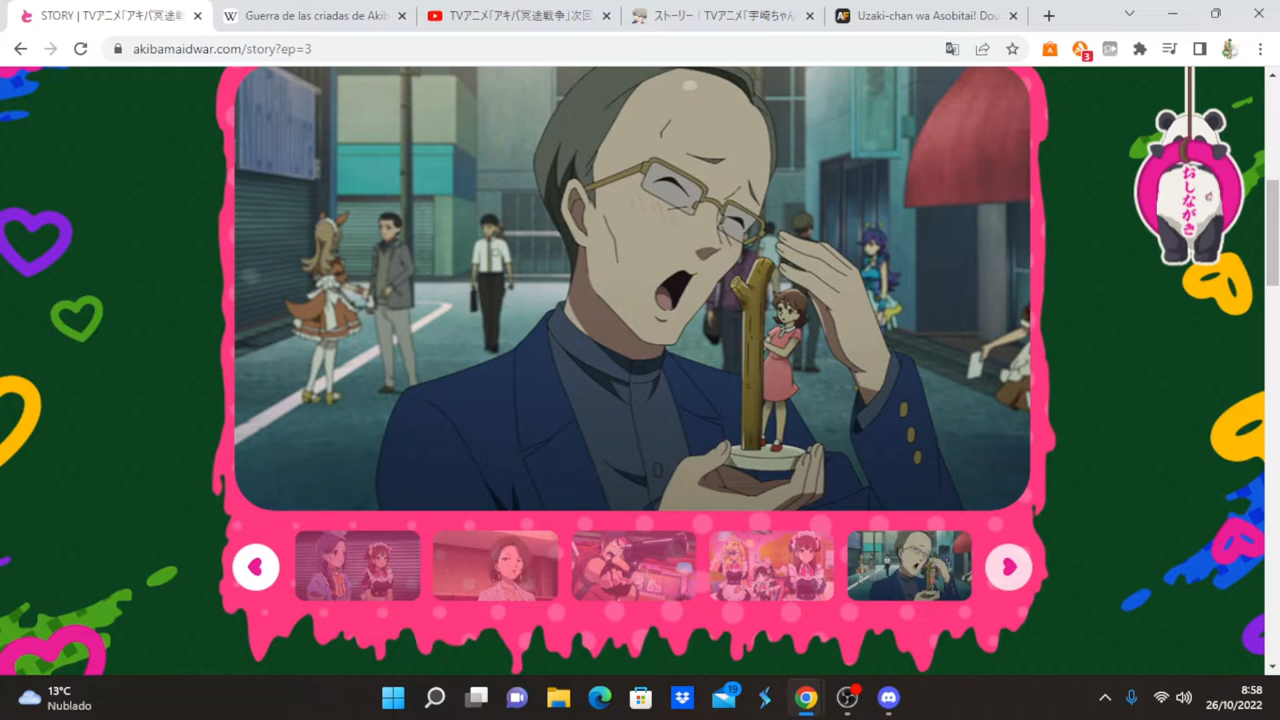 STORY | TVアニメ「アキバ冥途戦
Guerra de las criadas de Akib
TVアニメ「アキバ冥途戦争」次回
ストーリー | TVアニメ「宇崎ちゃん
Uzaki-chan wa Asobitai! Dou
akibamaidwar.com/story?ep=3
3
おしながき
13°C
Nublado
19
8:58
26/10/2022